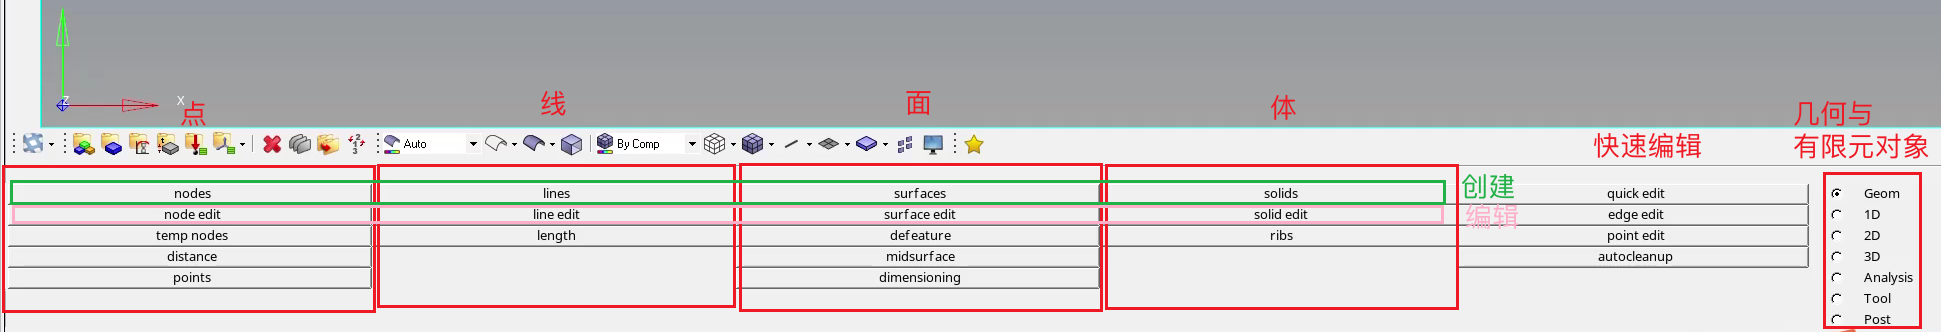 Z
X
点
线
面
体
几何与
有限元对象
快速编辑
Auto
By Comp
1 2 3
创建
编辑
nodes lines surfaces solids quick edit Geom
node edit line edit surface edit solid edit edge edit 1D
temp nodes length defeature ribs point edit 2D
distance midsurface autocleanup 3D
points dimensioning Analysis
Tool
Post